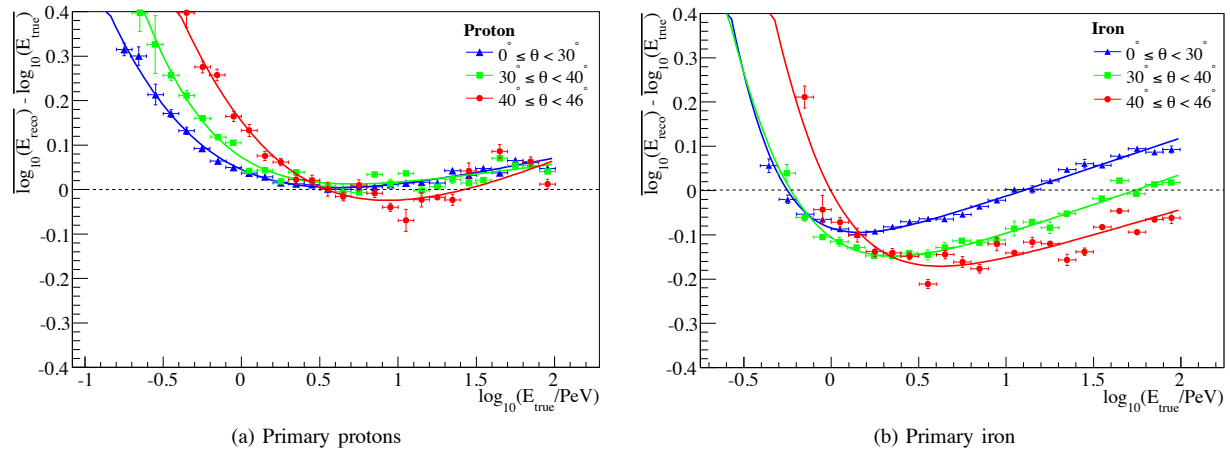 log10(Ereco) - log10(Etrue)
0.4
0.3
0.2
0.1
0
-0.1
-0.2
-0.3
-0.4
Proton
0° ≤ θ < 30°
30° ≤ θ < 40°
40° ≤ θ < 46°
-1
-0.5
0
0.5
1
1.5
2
log10(Etrue/PeV)
(a) Primary protons
log10(Ereco) - log10(Etrue)
0.4
0.3
0.2
0.1
0
-0.1
-0.2
-0.3
-0.4
Iron
0° ≤ θ < 30°
30° ≤ θ < 40°
40° ≤ θ < 46°
-0.5
0
0.5
1
1.5
2
log10(Etrue/PeV)
(b) Primary iron